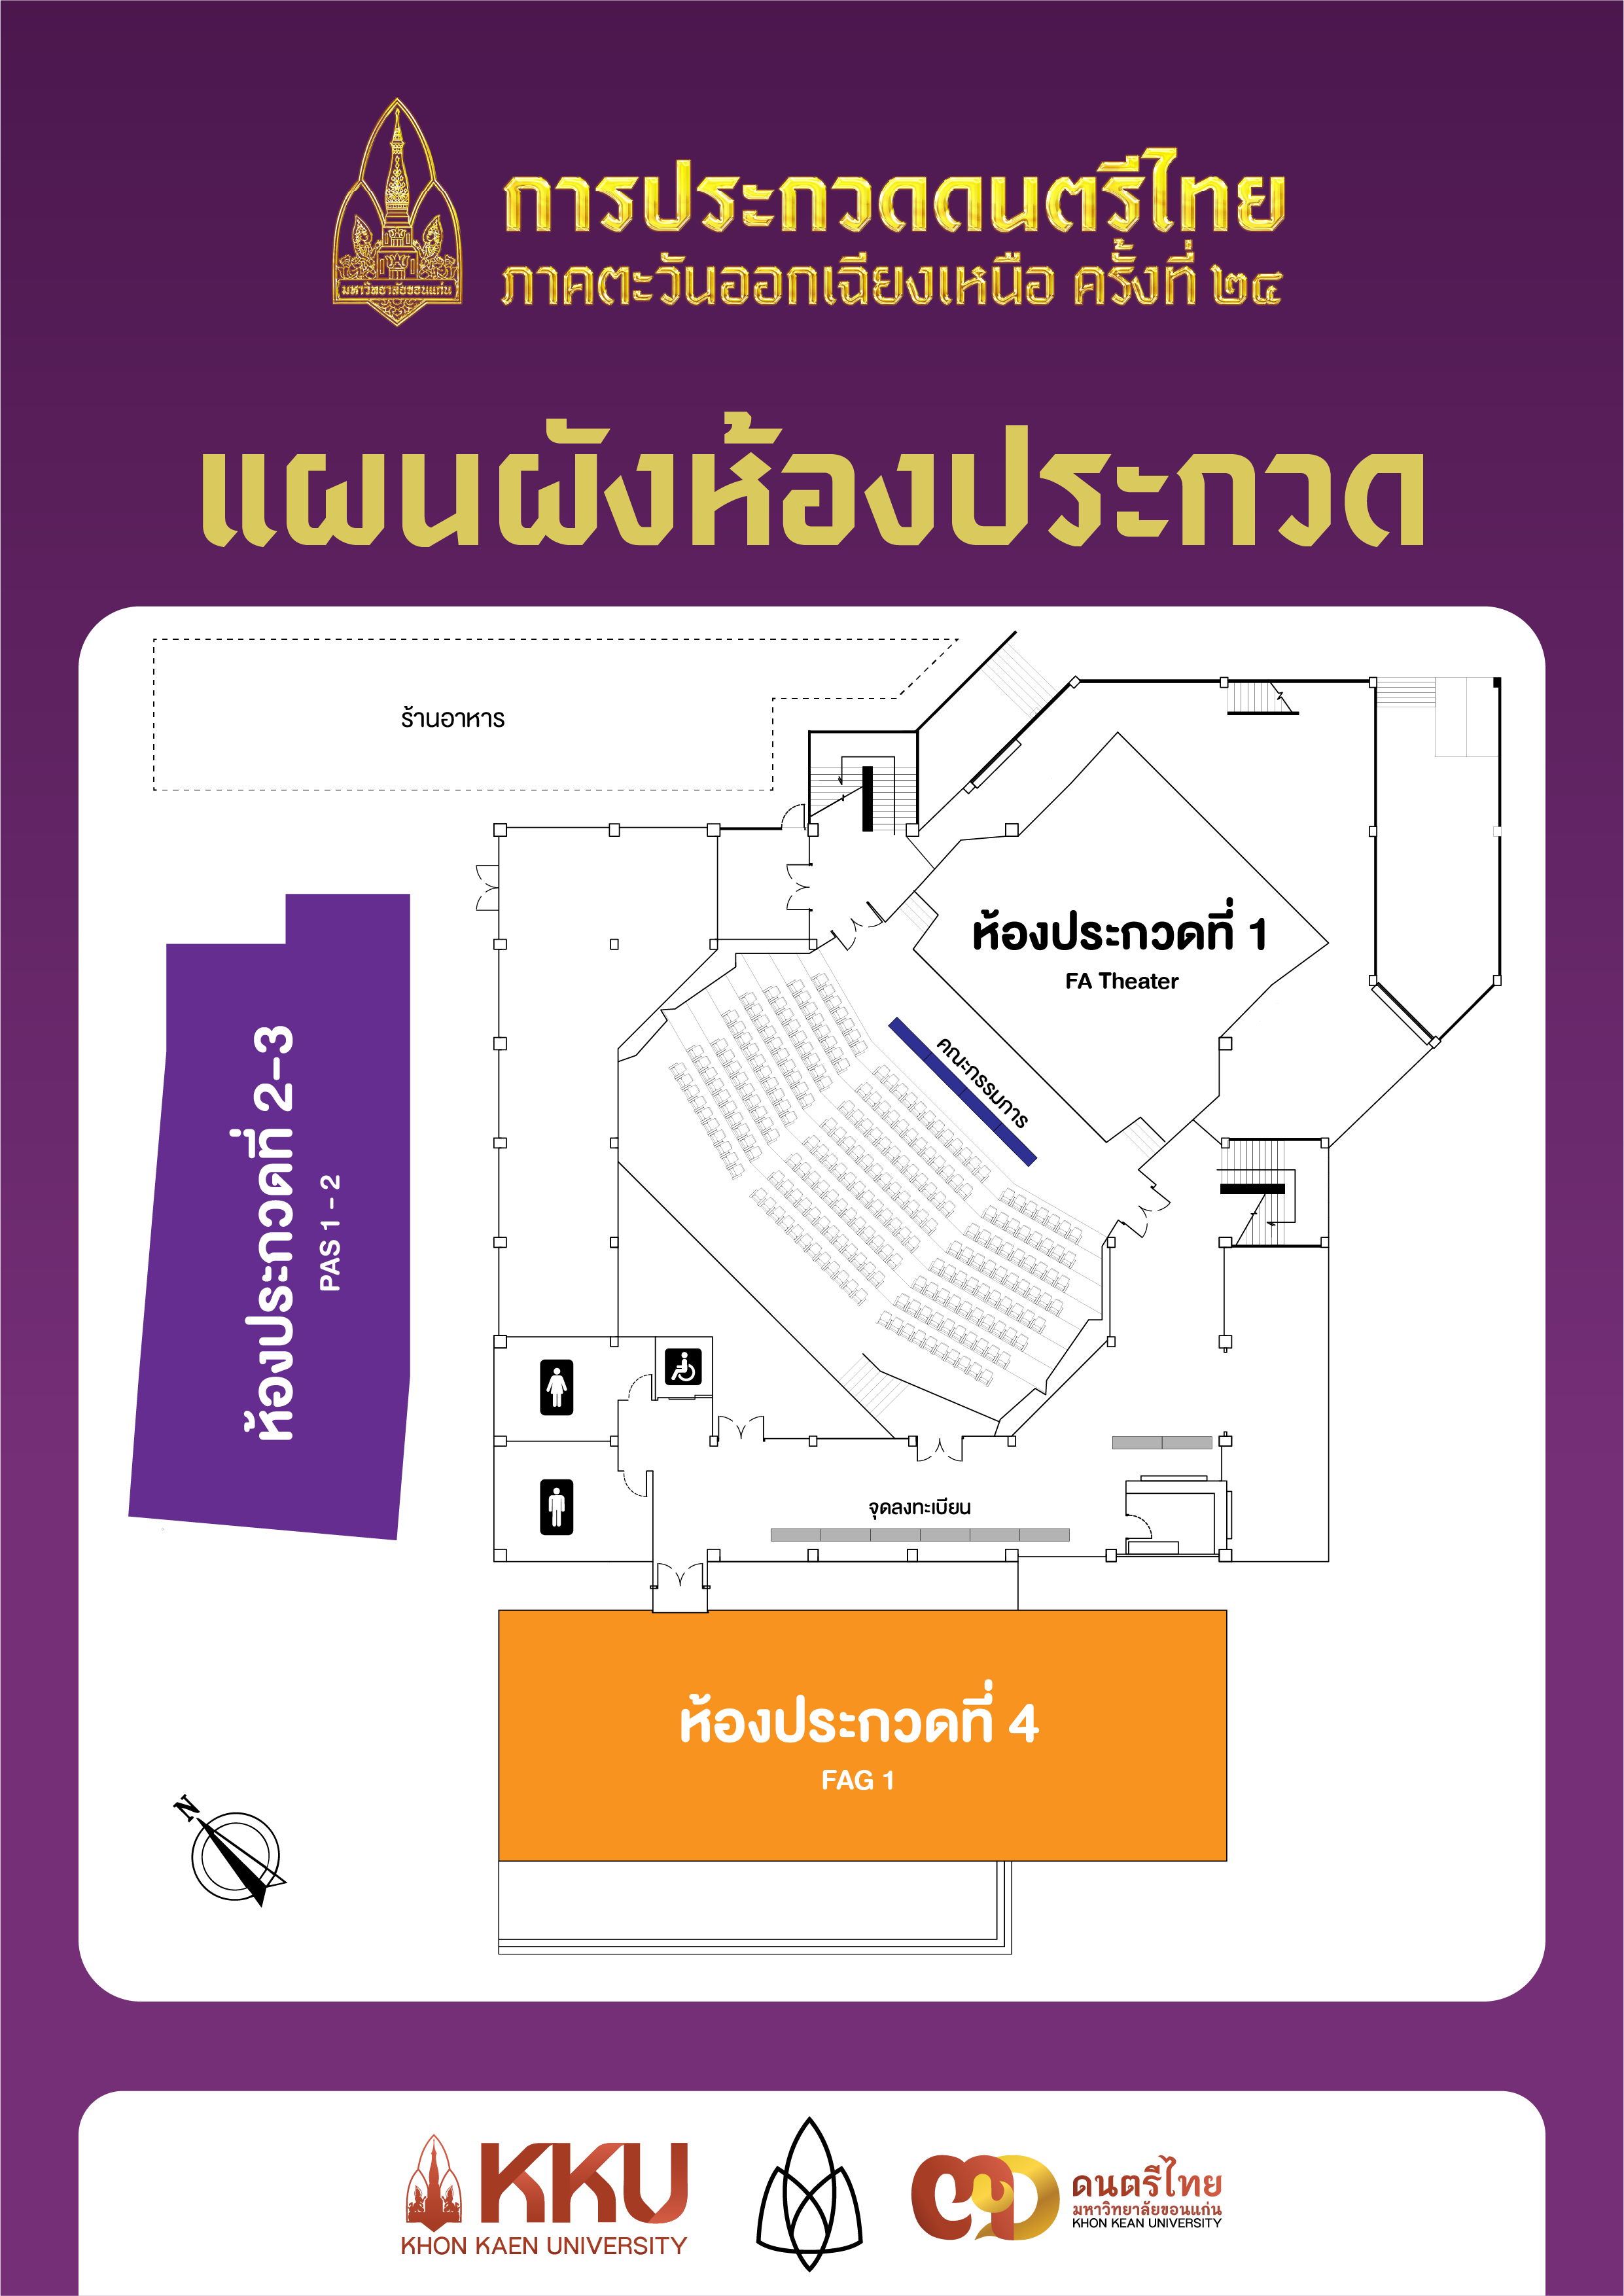 การประกวดดนตรีไทย
ภาคตะวันออกเฉียงเหนือ ครั้งที่ ๒๔
มหาวิทยาลัยขอนแก่น
แผนผังห้องประกวด
ร้านอาหาร
ห้องประกวดที่ 1
FA Theater
คณะกรรมการ
ห้องประกวดที่ 2-3
PAS 1 - 2
จุดลงทะเบียน
ห้องประกวดที่ 4
FAG 1
N
KKU
KHON KAEN UNIVERSITY
ดนตรีไทย
มหาวิทยาลัยขอนแก่น
KHON KEAN UNIVERSITY